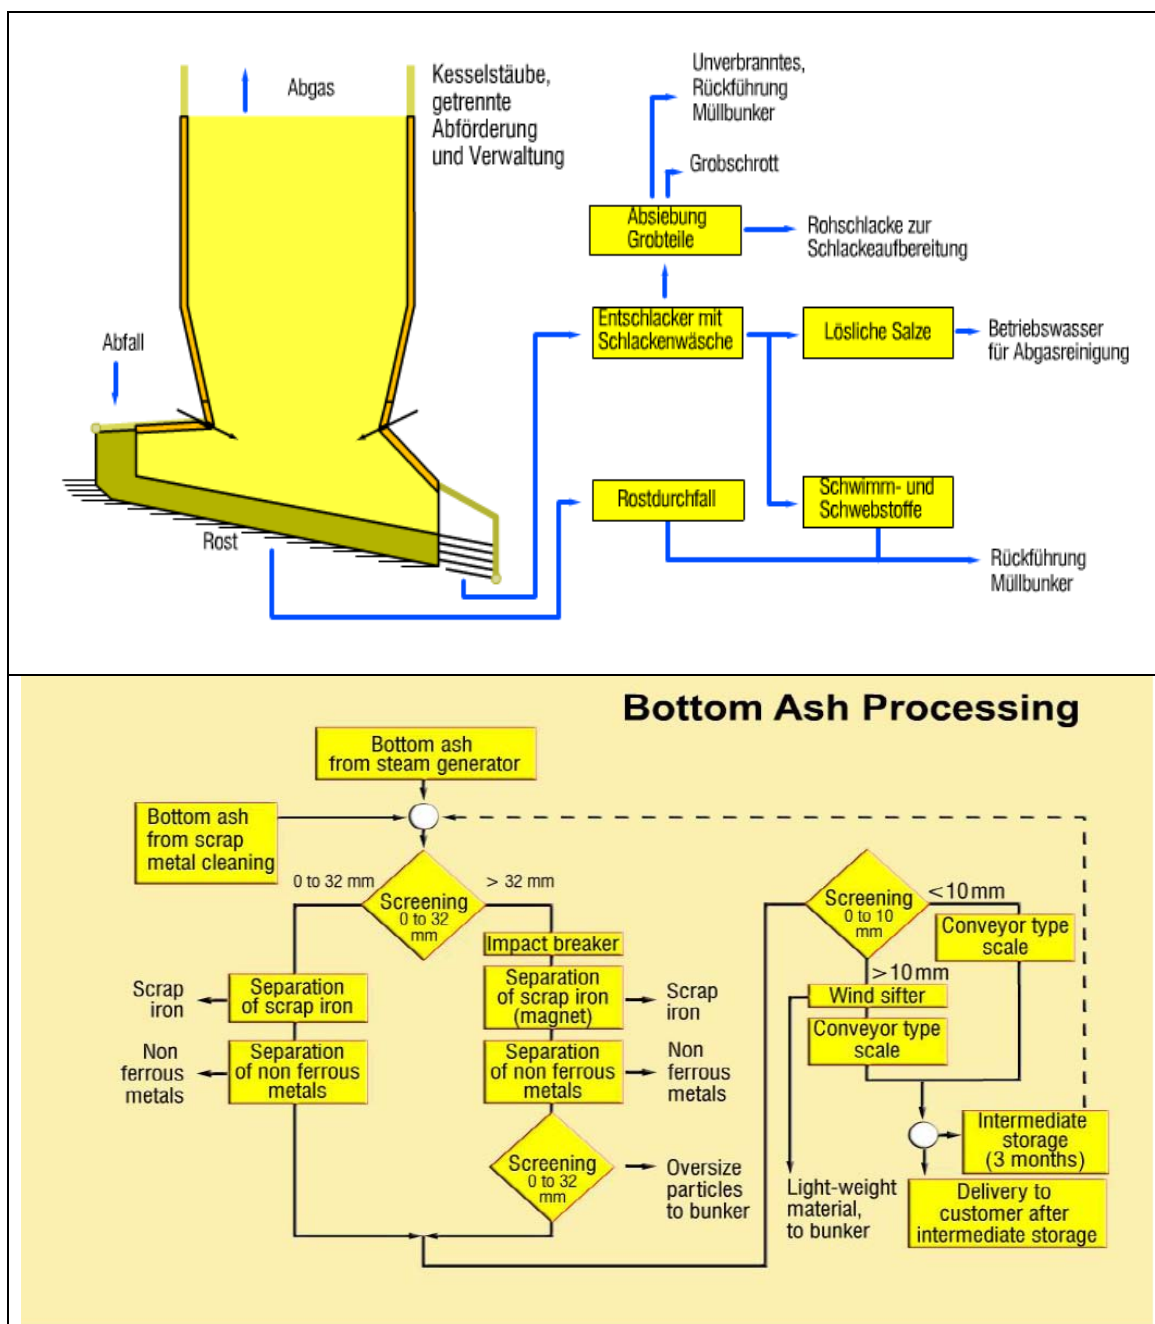 Abgas
Kesselstäube,
getrennte
Abförderung
und Verwaltung
Unverbranntes,
Rückführung
Müllbunker
Grobschrott
Absiebung
Grobteile
Rohschlacke zur
Schlackeaufbereitung
Abfall
Entschlacker mit
Schlackenwäsche
Lösliche Salze
Betriebswasser
für Abgasreinigung
Rost
Rostdurchfall
Schwimm- und
Schwebstoffe
Rückführung
Müllbunker
Bottom Ash Processing
Bottom ash
from steam generator
Bottom ash
from scrap
metal cleaning
0 to 32 mm
> 32 mm
Screening
0 to 32
mm
Impact breaker
Scrap
iron
Separation
of scrap iron
Separation
of scrap iron
(magnet)
Scrap
iron
Non
ferrous
metals
Separation
of non ferrous
metals
Separation
of non ferrous
metals
Non
ferrous
metals
Screening
0 to 32
mm
Oversize
particles
to bunker
Screening
0 to 10
mm
<10 mm
Conveyor type
scale
>10 mm
Wind sifter
Conveyor type
scale
Light-weight
material,
to bunker
Intermediate
storage
(3 months)
Delivery to
customer after
intermediate storage